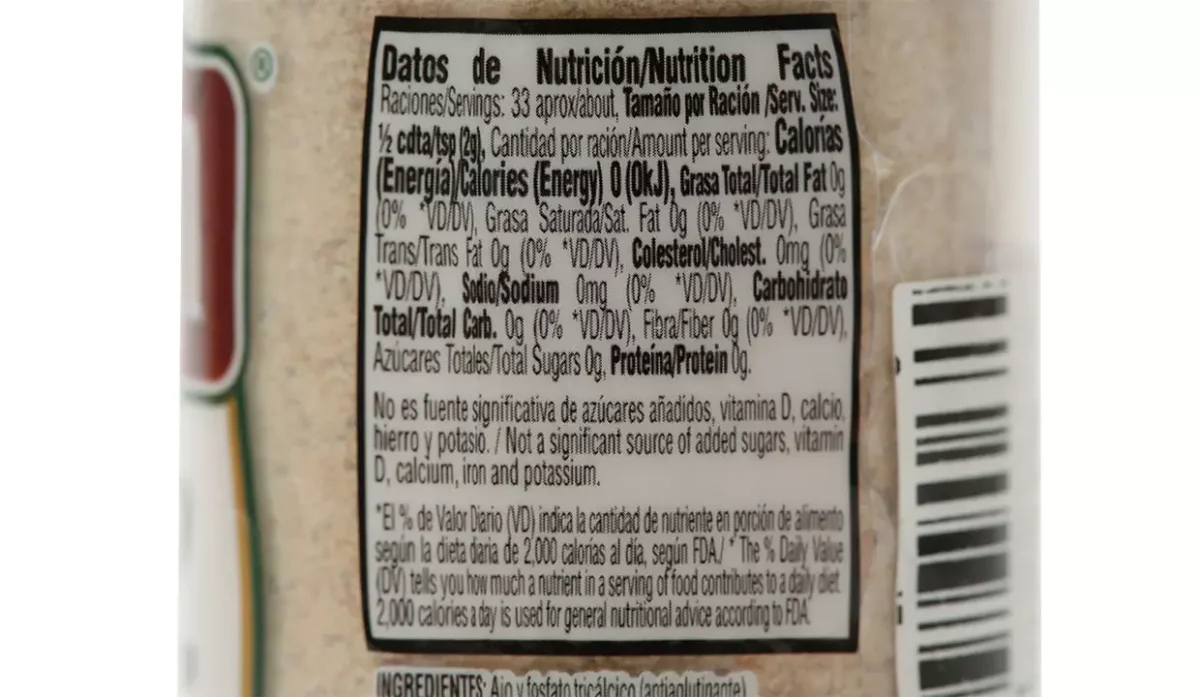 ®
Datos de Nutrición/Nutrition Facts
Raciones/Servings: 33 aprox/about, Tamaño por Ración /Serv. Size:
½ cdta/tsp (2g), Cantidad por ración/Amount per serving: Calorías
(Energía)/Calories (Energy) 0 (0kJ), Grasa Total/Total Fat 0g
(0% *VD/DV), Grasa Saturada/Sat. Fat 0g (0% *VD/DV), Grasa
Trans/Trans Fat 0g (0% *VD/DV), Colesterol/Cholest. 0mg (0%
*VD/DV), Sodio/Sodium 0mg (0% *VD/DV), Carbohidrato
Total/Total Carb. 0g (0% *VD/DV), Fibra/Fiber 0g (0% *VD/DV),
Azúcares Totales/Total Sugars 0g, Proteína/Protein 0g.
No es fuente significativa de azúcares añadidos, vitamina D, calcio,
hierro y potasio. / Not a significant source of added sugars, vitamin
D, calcium, iron and potassium.
*El % de Valor Diario (VD) indica la cantidad de nutriente en porción de alimento
según la dieta daria de 2,000 calorías al día, según FDA./ * The % Daily Value
(DV) tells you how much a nutrient in a serving of food contributes to a daily diet.
2,000 calories a day is used for general nutritional advice according to FDA
INGREDIENTES: Ajo y fosfato tricálcico (antiaglutinante)